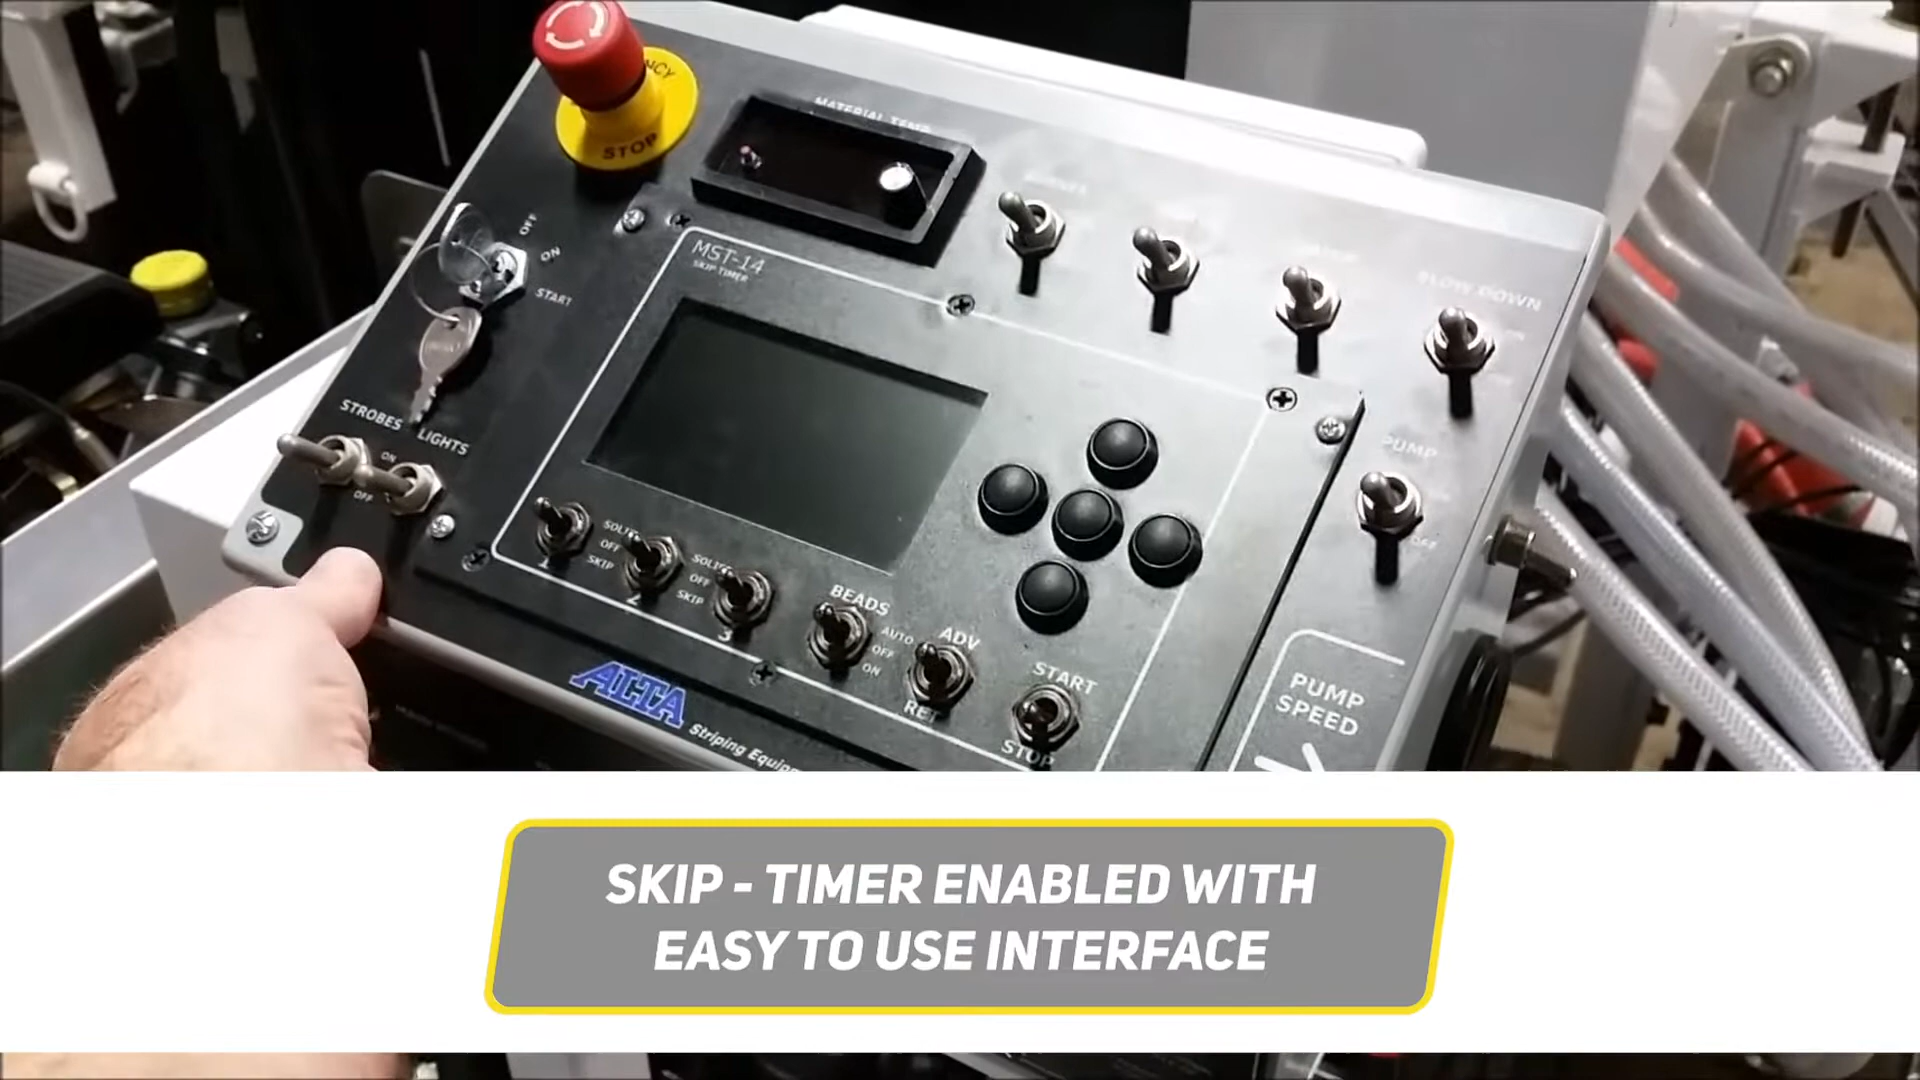 STOP
MATERIAL TEMP
OFF
ON
START
MST-14
SKIP TIMER
BLOW DOWN
STROBES
LIGHTS
ON
OFF
PUMP
OFF
SOLID
OFF
SKIP
1
SOLID
OFF
SKIP
2
3
BEADS
AUTO
OFF
ON
ADV
RET
START
STOP
PUMP
SPEED
ALTA
Striping
SKIP - TIMER ENABLED WITH
EASY TO USE INTERFACE